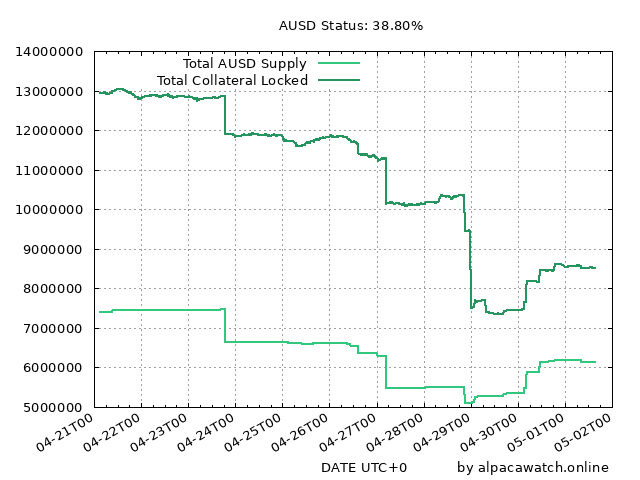 AUSD Status: 38.80%
Total AUSD Supply
Total Collateral Locked
14000000
13000000
12000000
11000000
10000000
9000000
8000000
7000000
6000000
5000000
04-21T00
04-22T00
04-23T00
04-24T00
04-25T00
04-26T00
04-27T00
04-28T00
04-29T00
04-30T00
05-01T00
05-02T00
DATE UTC+0
by alpacawatch.online